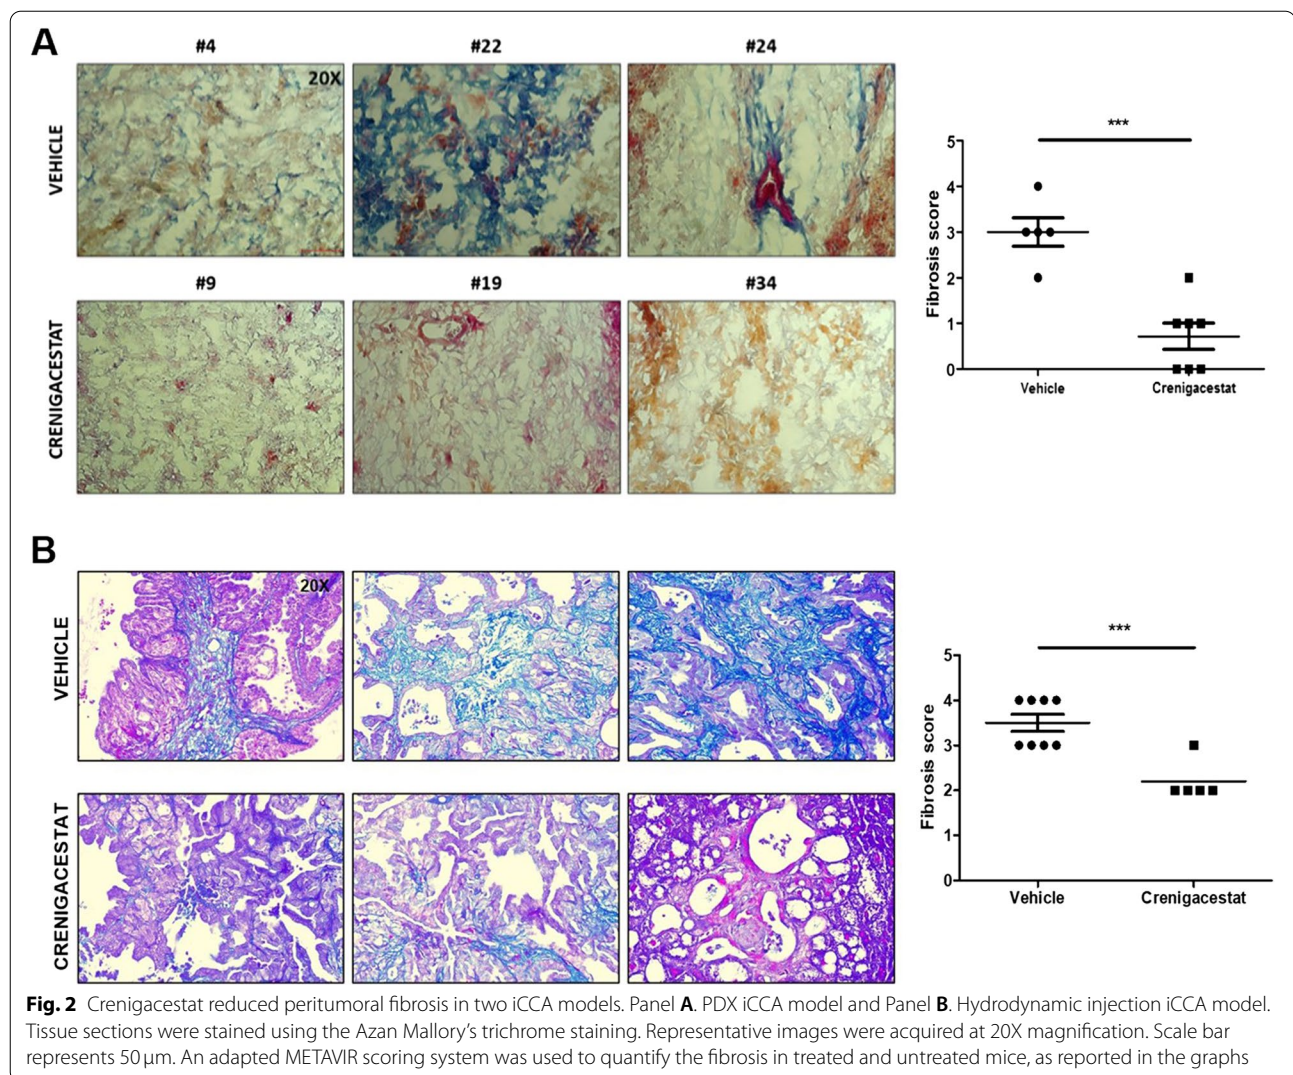 A
#4
#22
#24
20X
VEHICLE
#9
#19
#34
CRENIGACESTAT
***
Fibrosis score
5
4
3
2
1
0
Vehicle
Crenigacestat
B
20X
VEHICLE
CRENIGACESTAT
***
Fibrosis score
5
4
3
2
1
0
Vehicle
Crenigacestat
Fig. 2 Crenigacestat reduced peritumoral fibrosis in two iCCA models. Panel A. PDX iCCA model and Panel B. Hydrodynamic injection iCCA model.
Tissue sections were stained using the Azan Mallory's trichrome staining. Representative images were acquired at 20X magnification. Scale bar
represents 50 μm. An adapted METAVIR scoring system was used to quantify the fibrosis in treated and untreated mice, as reported in the graphs